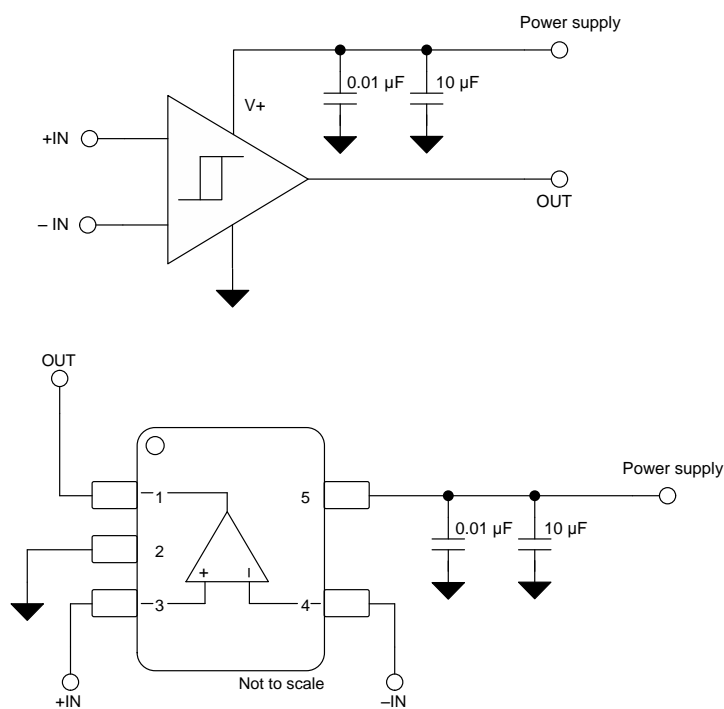 Power supply
0.01 µF
10 µF
V+
+IN
– IN
OUT
OUT
Power supply
1
5
0.01 µF
10 µF
2
+
–
3
4
Not to scale
+IN
–IN